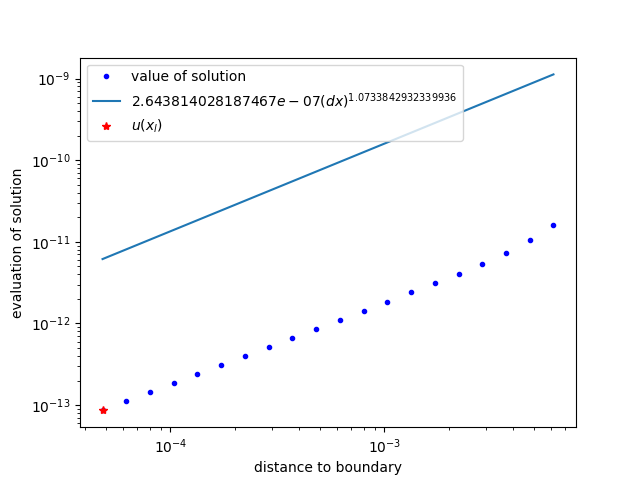 value of solution
2.643814028187467e − 07(dx)^1.0733842932339936
u(x_l)
10^−9
10^−10
10^−11
10^−12
10^−13
evaluation of solution
10^−4
10^−3
distance to boundary